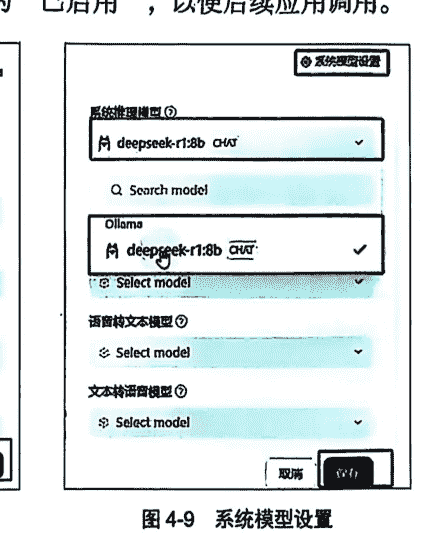 的“已启用”，以便后续应用调用。
系统模型设置
系统推理模型
deepseek-r1:8b CHAT
Search model
Ollama
deepseek-r1:8b CHAT
Select model
语音转文本模型
Select model
文本转语音模型
Select model
取消
保存
图 4-9 系统模型设置